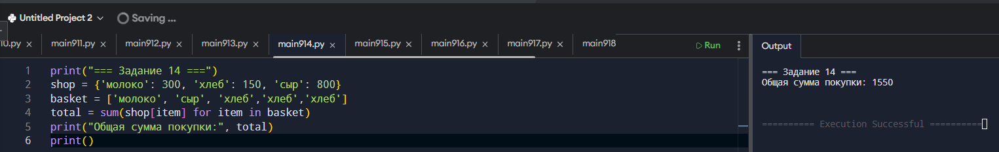 Untitled Project 2
Saving ...
10.py × main911.py × main912.py × main913.py × main914.py × main915.py × main916.py × main917.py × main918
Run
Output
1 print("=== Задание 14 ===")
2 shop = {'молоко': 300, 'хлеб': 150, 'сыр': 800}
3 basket = ['молоко', 'сыр', 'хлеб','хлеб','хлеб']
4 total = sum(shop[item] for item in basket)
5 print("Общая сумма покупки:", total)
6 print()
=== Задание 14 ===
Общая сумма покупки: 1550
========== Execution Successful ==========